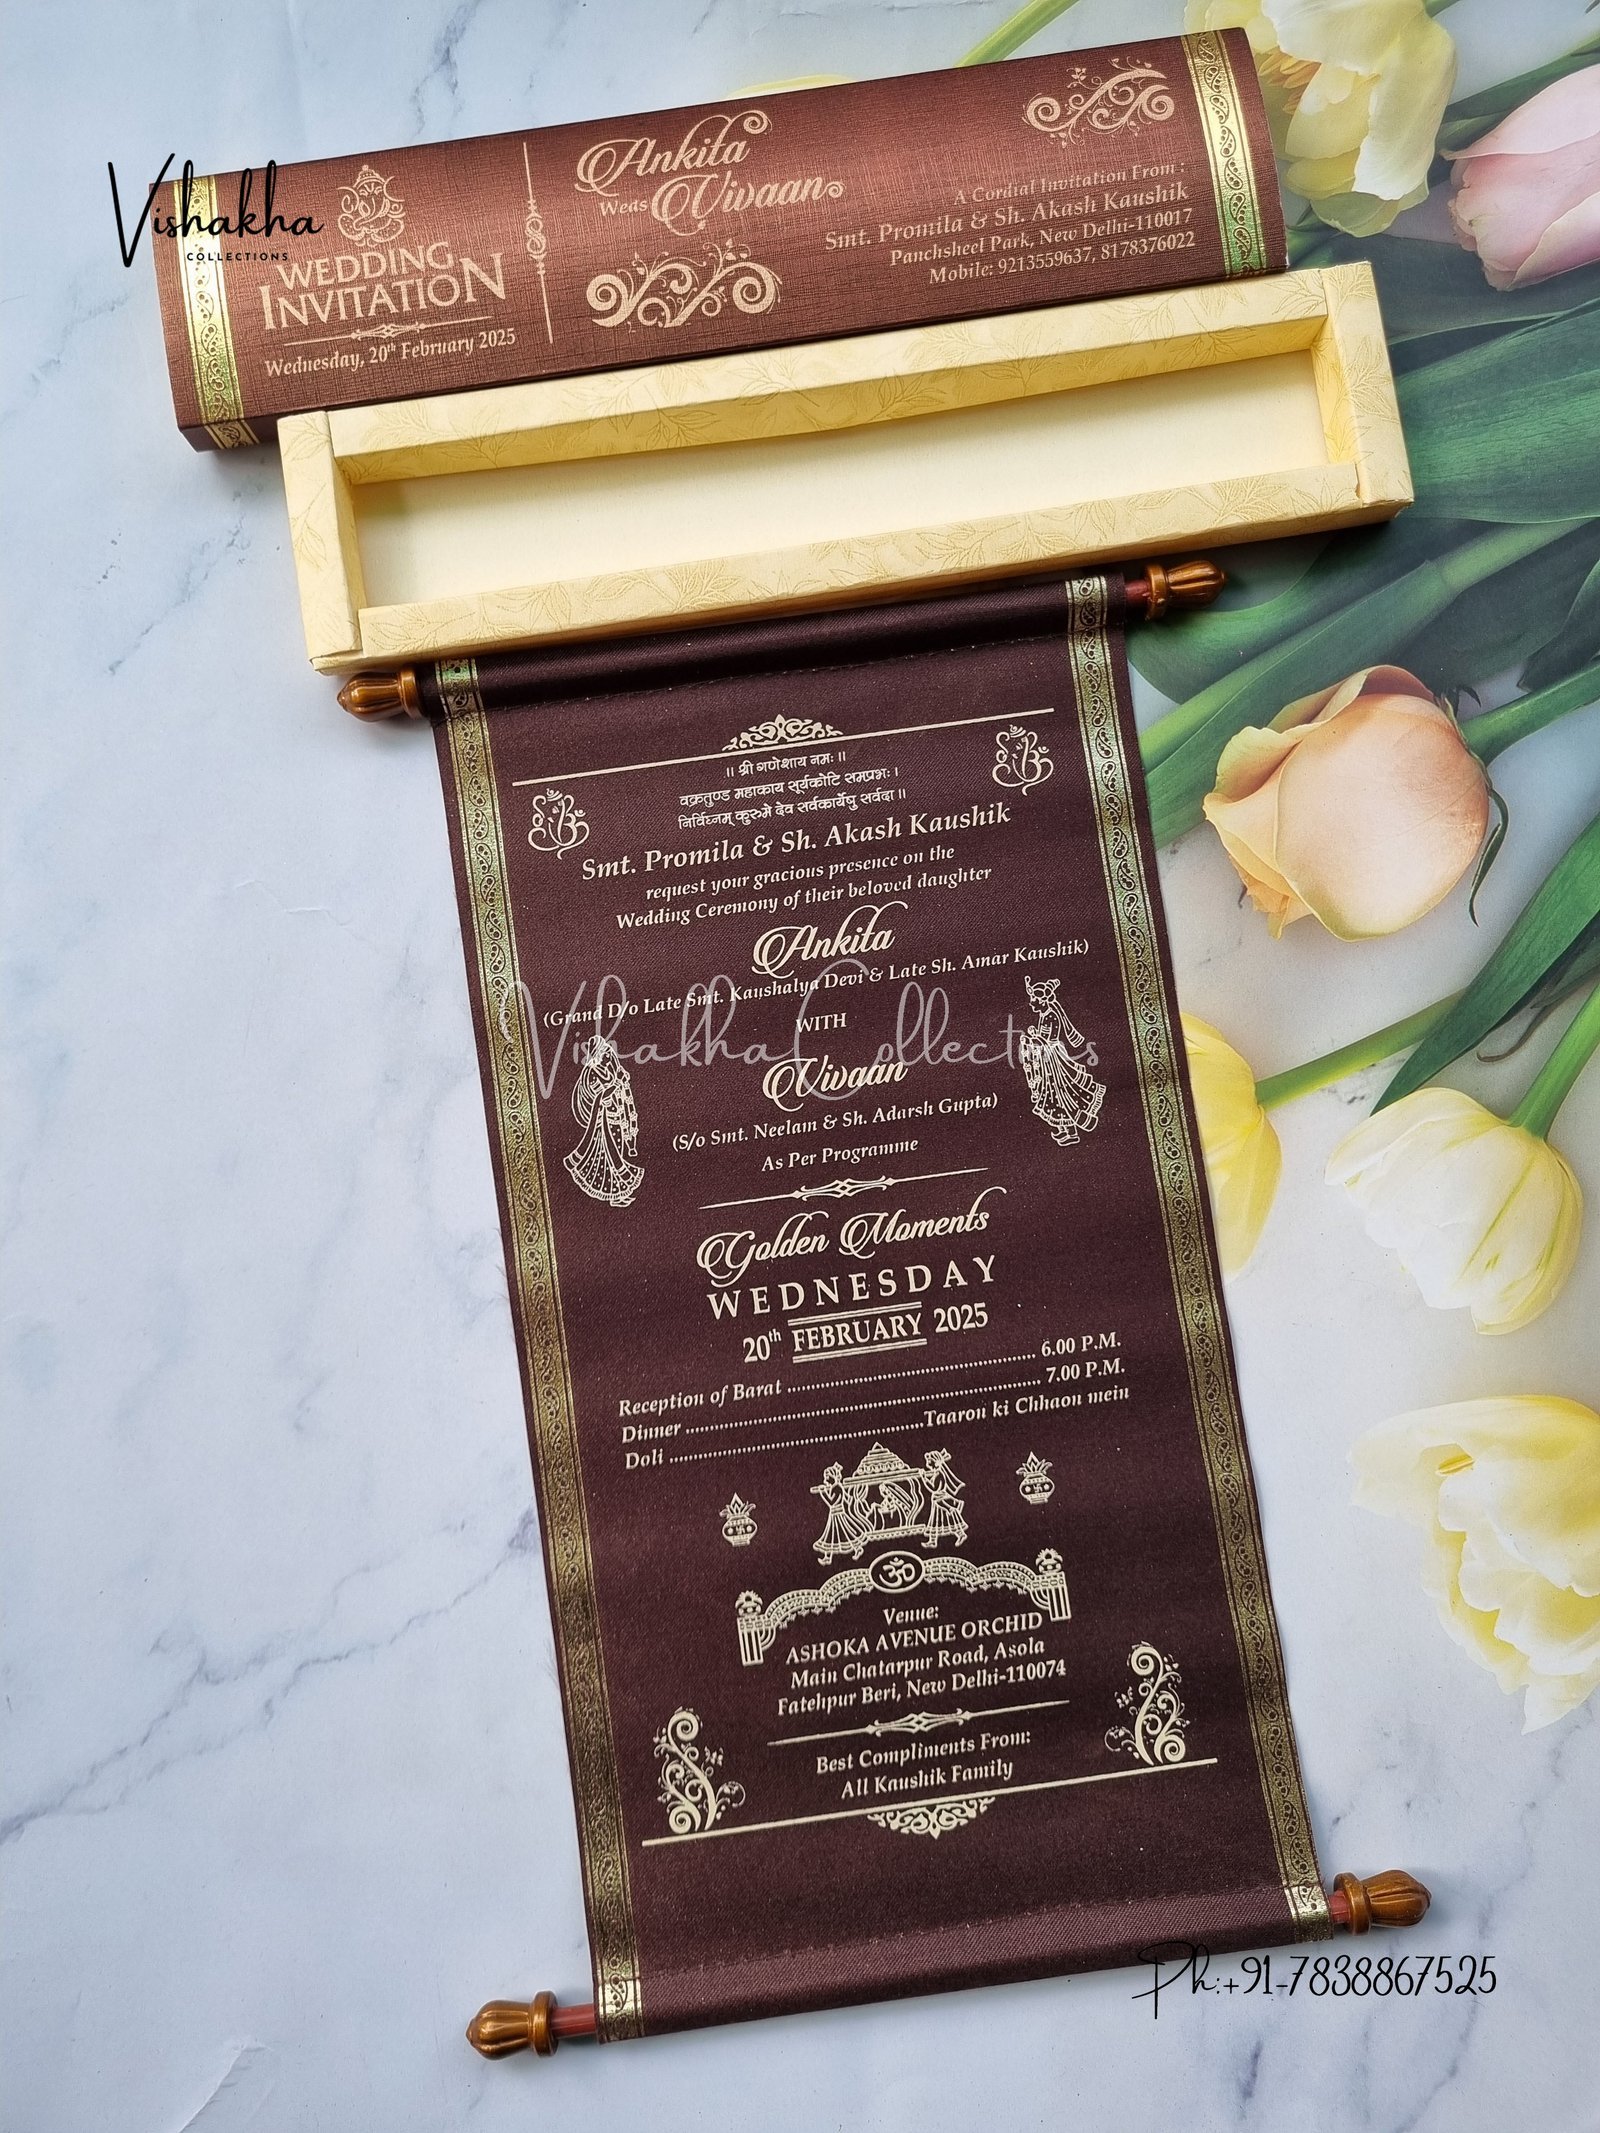 Vishakha
COLLECTIONS
WEDDING
INVITATION
Wednesday, 20th February 2025
Ankita
Weds Vivaan
A Cordial Invitation From :
Smt. Promila & Sh. Akash Kaushik
Panchsheel Park, New Delhi-110017
Mobile: 9213559637, 8178376022
।। श्री गणेशाय नमः ।।
वक्रतुण्ड महाकाय सूर्यकोटि समप्रभः ।
निर्विघ्नम् कुरुमे देव सर्वकार्येषु सर्वदा ।।
Smt. Promila & Sh. Akash Kaushik
request your gracious presence on the
Wedding Ceremony of their beloved daughter
Ankita
(Grand D/o Late Smt. Kaushalya Devi & Late Sh. Amar Kaushik)
WITH
Vishakha Collections
Vivaan
(S/o Smt. Neelam & Sh. Adarsh Gupta)
As Per Programme
Golden Moments
WEDNESDAY
20th FEBRUARY 2025
Reception of Barat ........ 6.00 P.M.
Dinner ........ 7.00 P.M.
Doli ........ Taaron ki Chhaon mein
ॐ
Venue:
ASHOKA AVENUE ORCHID
Main Chatarpur Road, Asola
Fatehpur Beri, New Delhi-110074
Best Compliments From:
All Kaushik Family
Ph:+91-7838867525